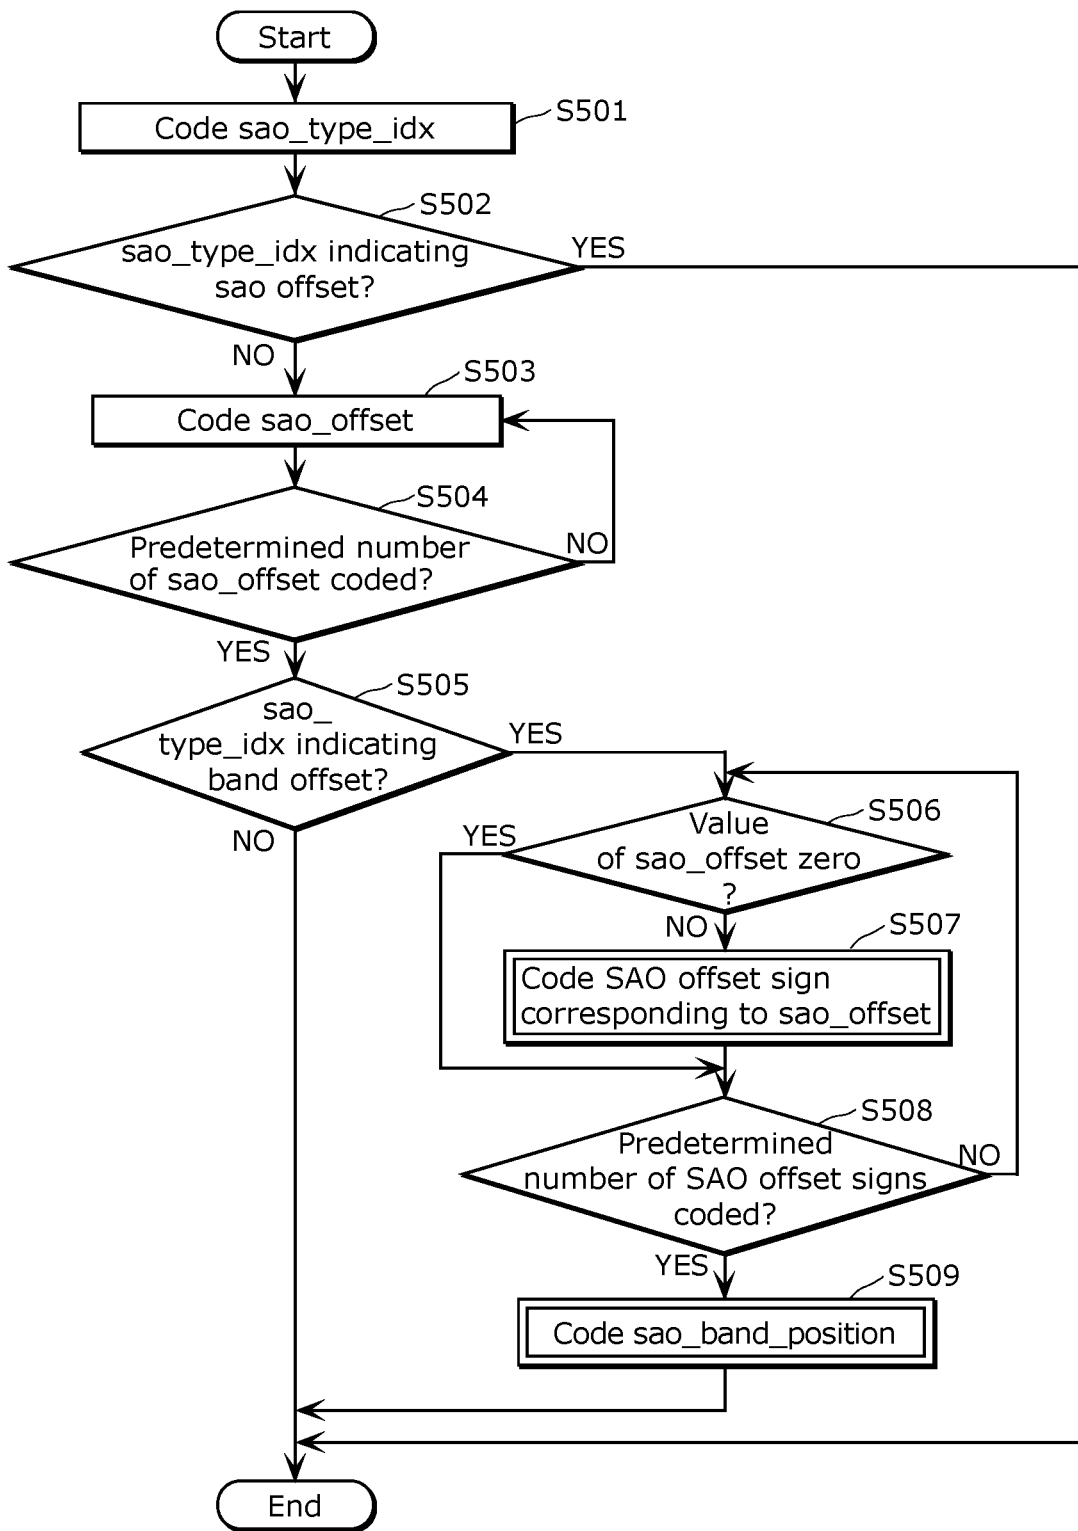 Start
Code sao_type_idx
S501
sao_type_idx indicating
sao offset?
S502
YES
NO
Code sao_offset
S503
Predetermined number
of sao_offset coded?
S504
NO
YES
sao_
type_idx indicating
band offset?
S505
YES
NO
Value
of sao_offset zero
?
S506
YES
NO
Code SAO offset sign
corresponding to sao_offset
S507
Predetermined
number of SAO offset signs
coded?
S508
NO
YES
Code sao_band_position
S509
End